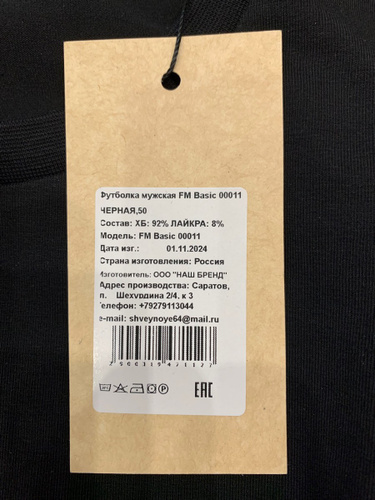 Футболка мужская FM Basic 00011
ЧЕРНАЯ,50
Состав: ХБ: 92% ЛАЙКРА: 8%
Модель: FM Basic 00011
Дата изг.: 01.11.2024
Страна изготовления: Россия
Изготовитель: ООО "НАШ БРЕНД"
Адрес производства: Саратов,
п. Шехурдина 2/4. к 3
Телефон: +79279113044
e-mail: shveynoye64@mail.ru
EAC